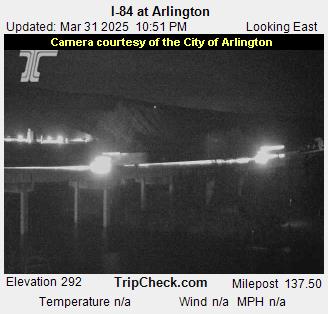 I-84 at Arlington
Updated: Mar 31 2025 10:51 PM Looking East
Camera courtesy of the City of Arlington
Elevation 292 TripCheck.com Milepost 137.50
Temperature n/a Wind n/a MPH n/a